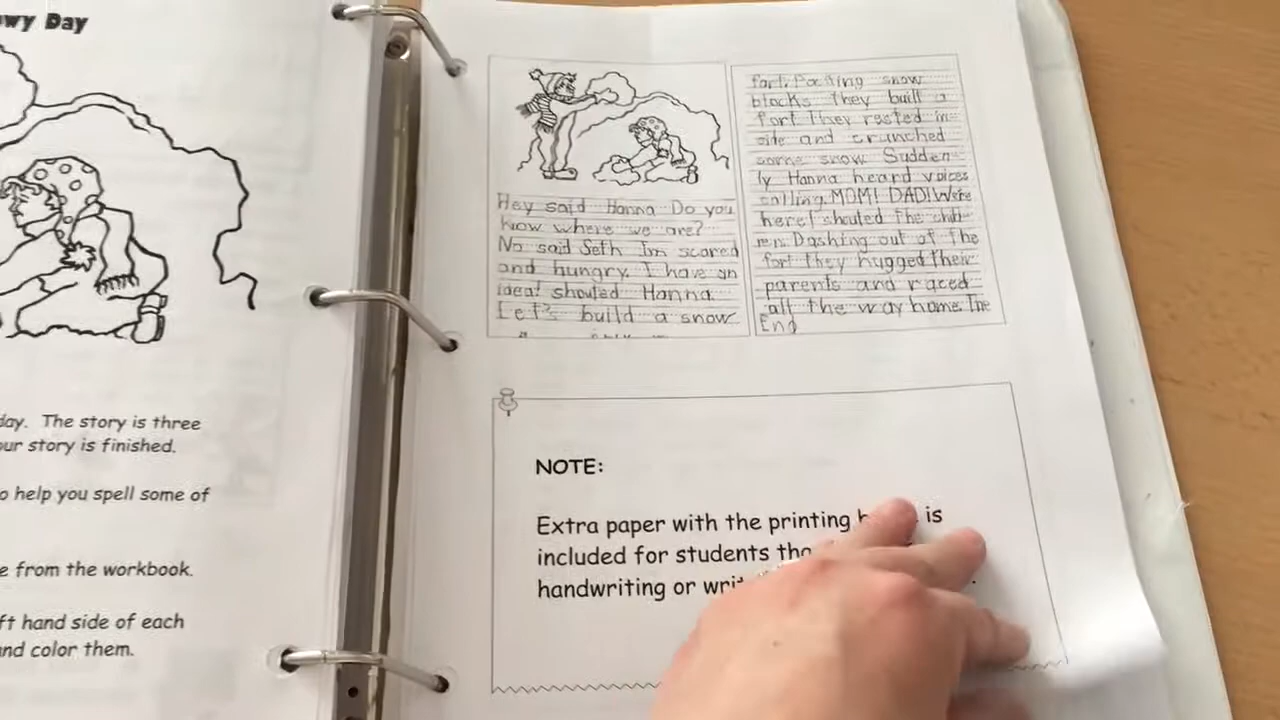 wy Day
day. The story is three
our story is finished.
o help you spell some of
e from the workbook.
ft hand side of each
nd color them.
Hey said Hanna Do you
know where we are?
No said Seth Im scared
and hungry. I have an
idea! shouted Hanna
Let's build a snow
fort. Packing snow
blocks they built a
fort they rested in
side and crunched
some snow Sudden
ly Hanna heard voices
calling MOM! DAD! We're
here! shouted the child
ren. Dashing out of the
fort they hugged their
parents and raced
all the way home. The
End
NOTE:
Extra paper with the printing is
included for students
handwriting or